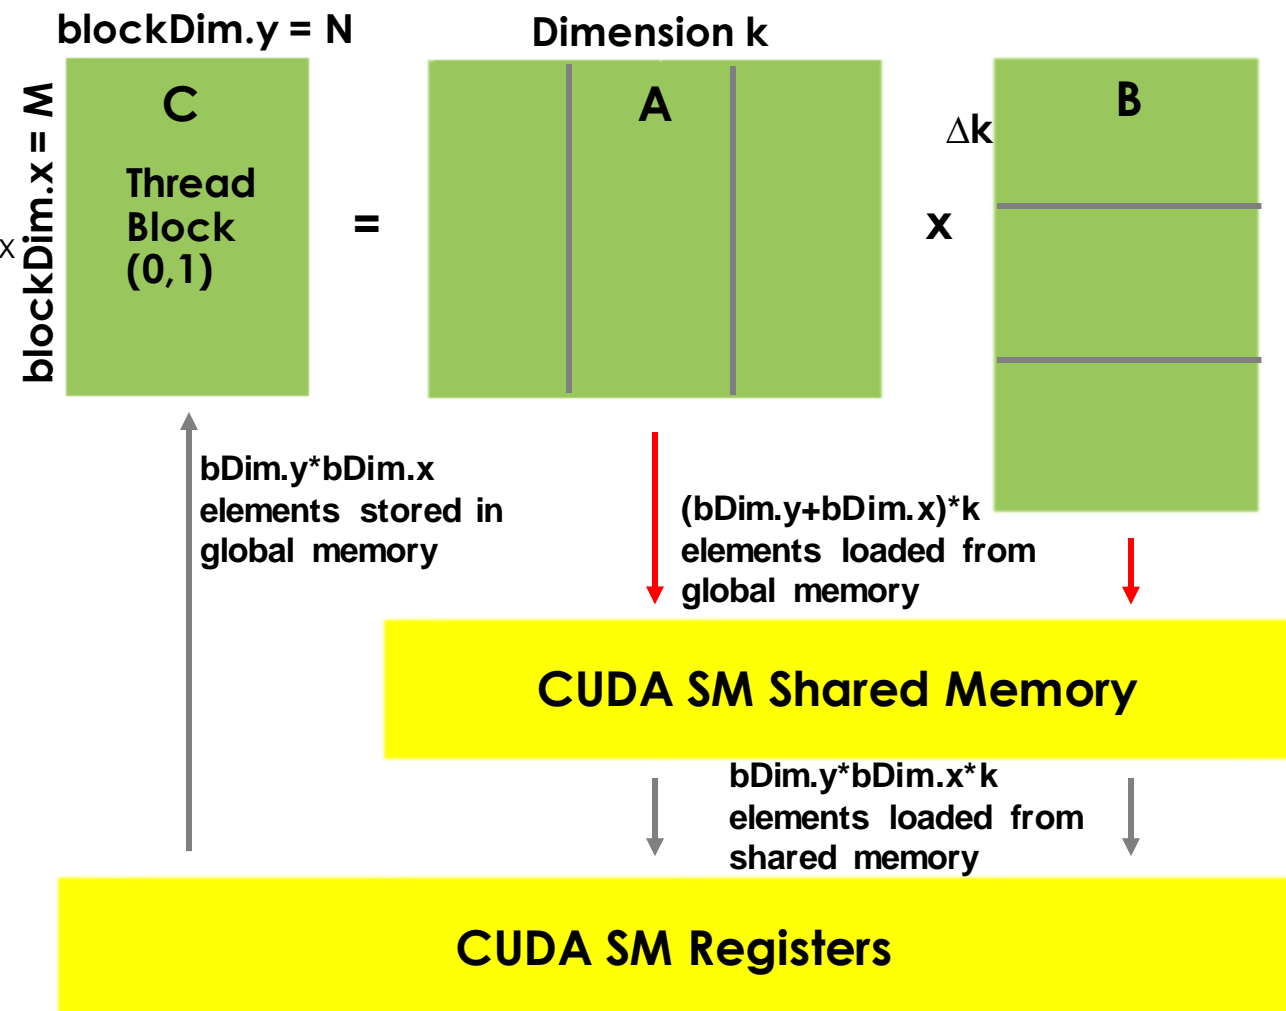 blockDim.y = N
Dimension k
blockDim.x = M
x
C
Thread
Block
(0,1)
=
A
x
Δk
B
bDim.y*bDim.x
elements stored in
global memory
(bDim.y+bDim.x)*k
elements loaded from
global memory
CUDA SM Shared Memory
bDim.y*bDim.x*k
elements loaded from
shared memory
CUDA SM Registers